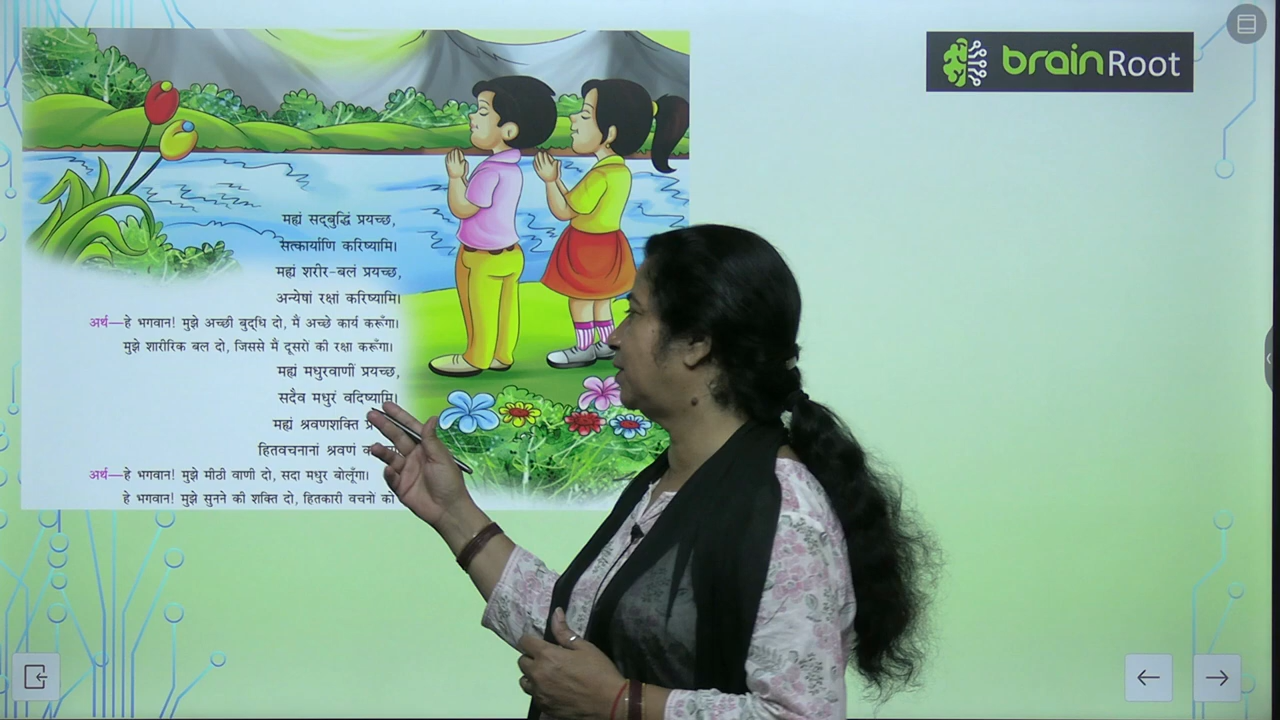 brainRoot
मह्यं सद्बुद्धिं प्रयच्छ,
सत्कार्याणि करिष्यामि।
मह्यं शरीर-बलं प्रयच्छ,
अन्येषां रक्षां करिष्यामि।
अर्थ—हे भगवान! मुझे अच्छी बुद्धि दो, मैं अच्छे कार्य करूँगा।
मुझे शारीरिक बल दो, जिससे मैं दूसरों की रक्षा करूँगा।
मह्यं मधुरवाणीं प्रयच्छ,
सदैव मधुरं वदिष्यामि।
मह्यं श्रवणशक्ति
हितवचनानां श्रवणं
अर्थ—हे भगवान! मुझे मीठी वाणी दो, सदा मधुर बोलूँगा।
हे भगवान! मुझे सुनने की शक्ति दो, हितकारी वचनों को